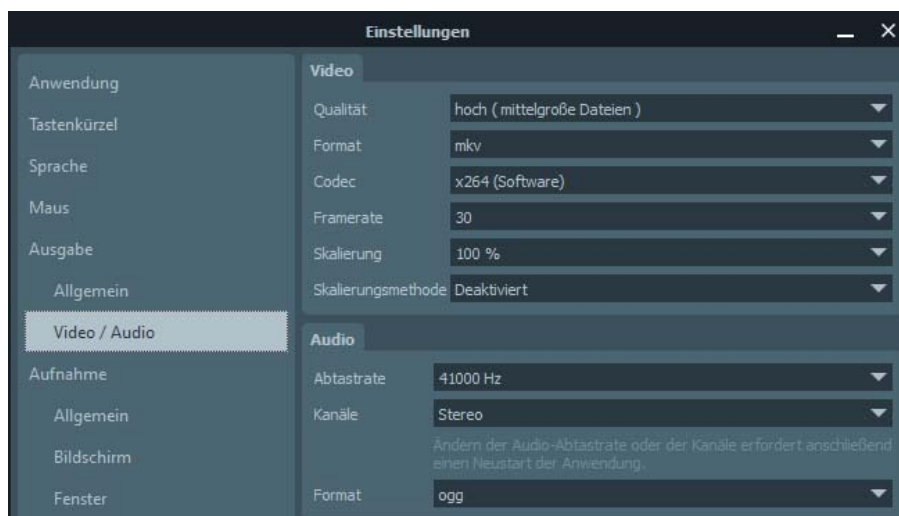 Einstellungen
Anwendung
Tastenkürzel
Sprache
Maus
Ausgabe
Allgemein
Video / Audio
Aufnahme
Allgemein
Bildschirm
Fenster
Video
Qualität hoch ( mittelgroße Dateien )
Format mkv
Codec x264 (Software)
Framerate 30
Skalierung 100 %
Skalierungsmethode Deaktiviert
Audio
Abtastrate 41000 Hz
Kanäle Stereo
Ändern der Audio-Abtastrate oder der Kanäle erfordert anschließend
einen Neustart der Anwendung.
Format ogg